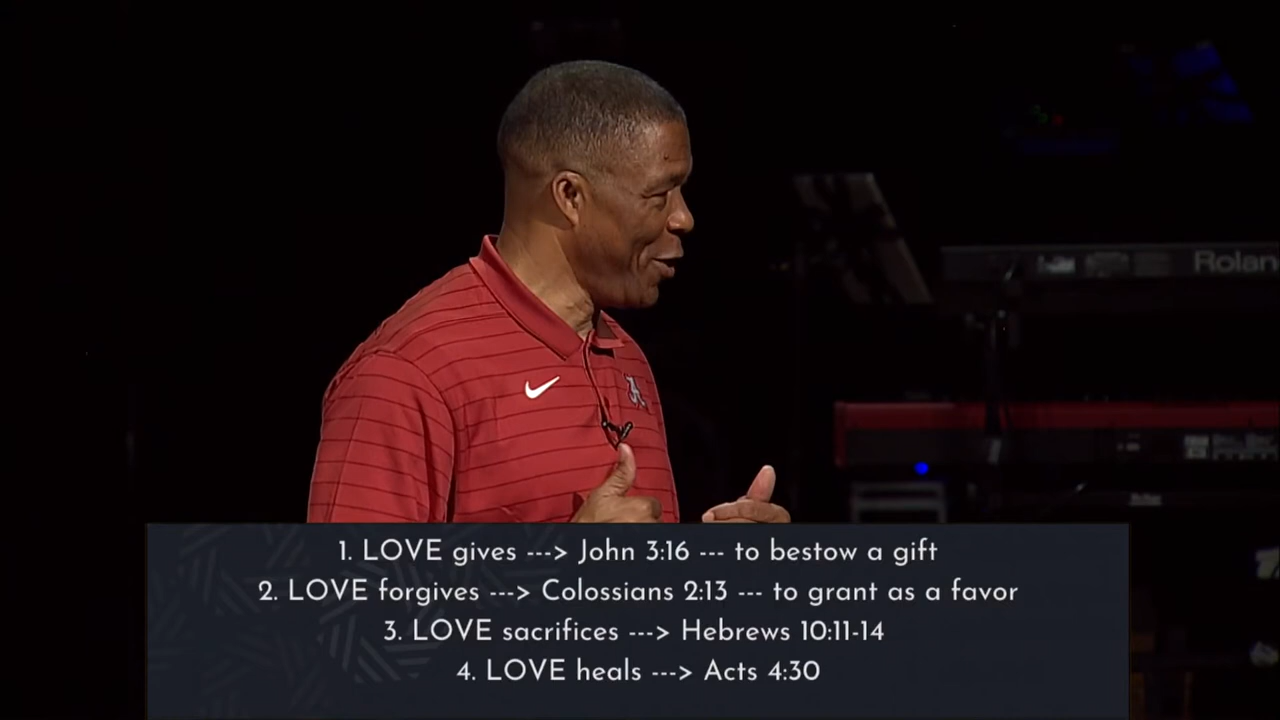 Rolan
1. LOVE gives ---> John 3:16 --- to bestow a gift
2. LOVE forgives ---> Colossians 2:13 --- to grant as a favor
3. LOVE sacrifices ---> Hebrews 10:11-14
4. LOVE heals ---> Acts 4:30